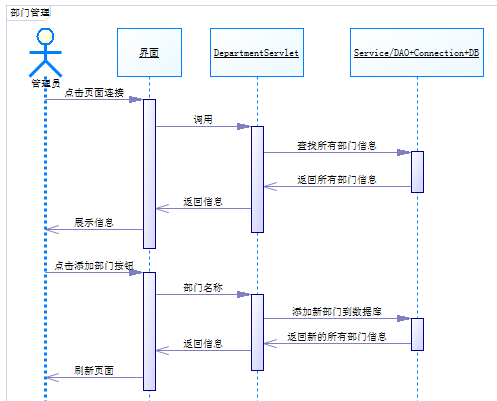 部门管理
界面
DepartmentServlet
Service/DAO+Connection+DB
管理员
点击页面连接
调用
查找所有部门信息
返回所有部门信息
返回信息
展示信息
点击添加部门按钮
部门名称
添加新部门到数据库
返回新的所有部门信息
返回信息
刷新页面